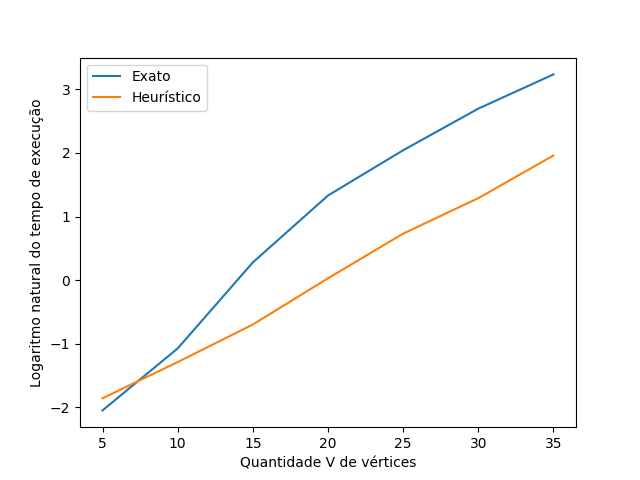 Exato
Heurístico
Logaritmo natural do tempo de execução
3
2
1
0
−1
−2
5 10 15 20 25 30 35
Quantidade V de vértices